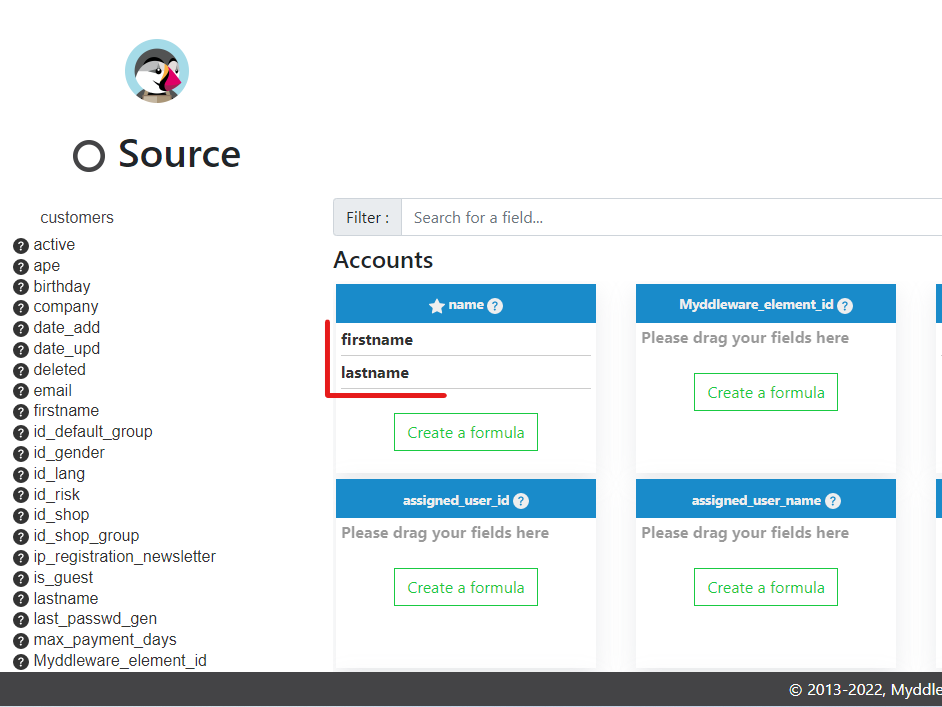 Source
customers
active
ape
birthday
company
date_add
date_upd
deleted
email
firstname
id_default_group
id_gender
id_lang
id_risk
id_shop
id_shop_group
ip_registration_newsletter
is_guest
lastname
last_passwd_gen
max_payment_days
Myddleware_element_id
Filter : Search for a field...
Accounts
name
firstname
lastname
Create a formula
Myddleware_element_id
Please drag your fields here
Create a formula
assigned_user_id
Please drag your fields here
Create a formula
assigned_user_name
Please drag your fields here
Create a formula
© 2013-2022, Myddle